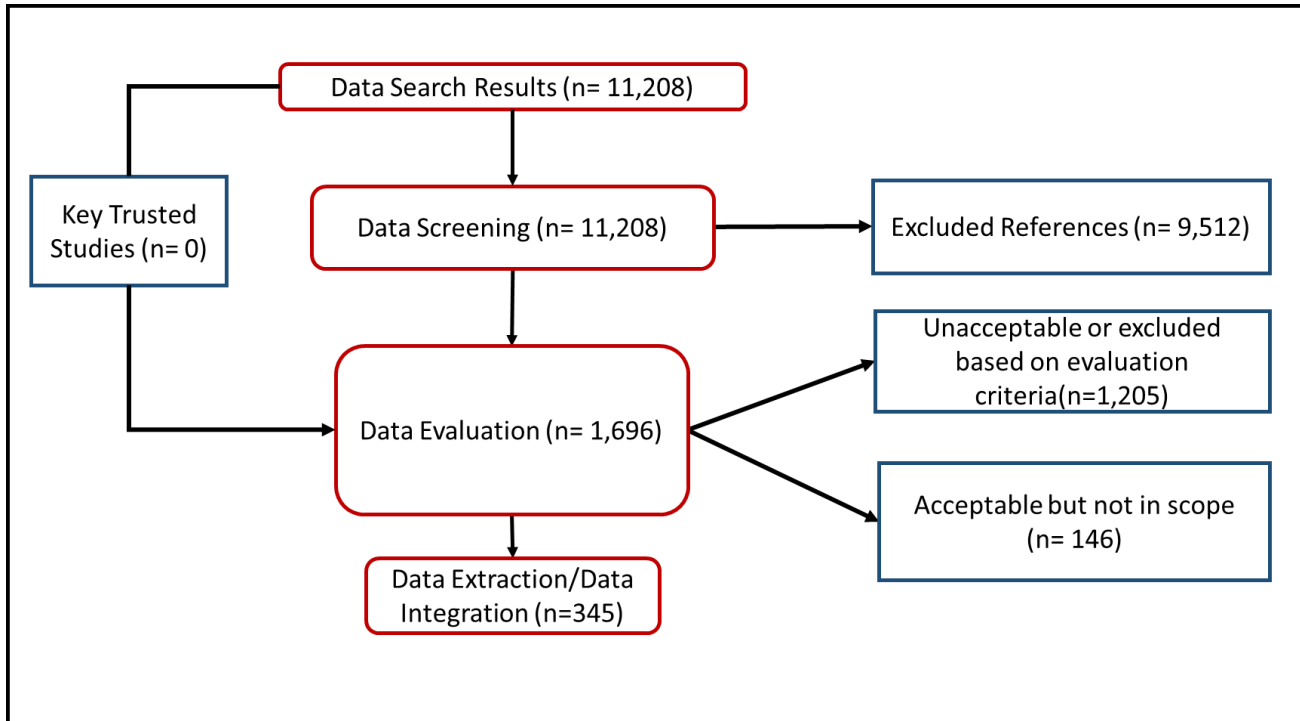 Data Search Results (n= 11,208)
Key Trusted
Studies (n= 0)
Data Screening (n= 11,208)
Excluded References (n= 9,512)
Data Evaluation (n= 1,696)
Unacceptable or excluded
based on evaluation
criteria(n=1,205)
Acceptable but not in scope
(n= 146)
Data Extraction/Data
Integration (n=345)